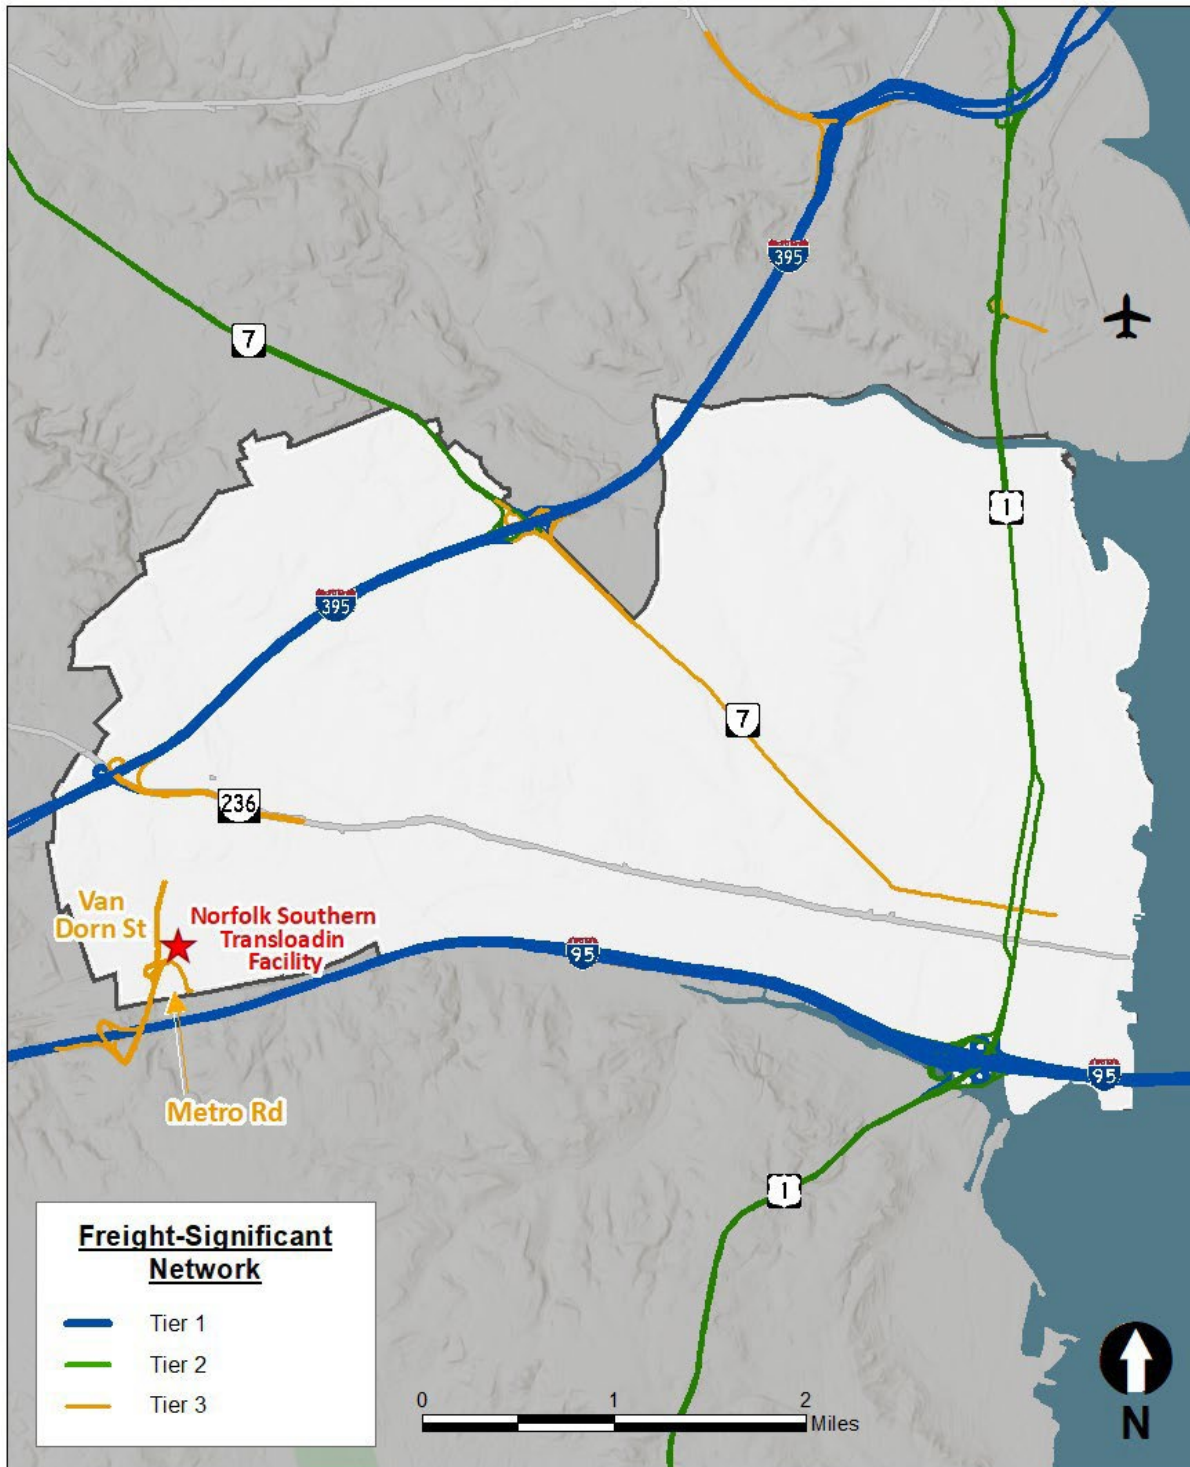 395
7
1
395
7
236
Van
Dorn St
Norfolk Southern
Transloadin
Facility
95
95
Metro Rd
1
Freight-Significant
Network
Tier 1
Tier 2
Tier 3
0 1 2
Miles
N